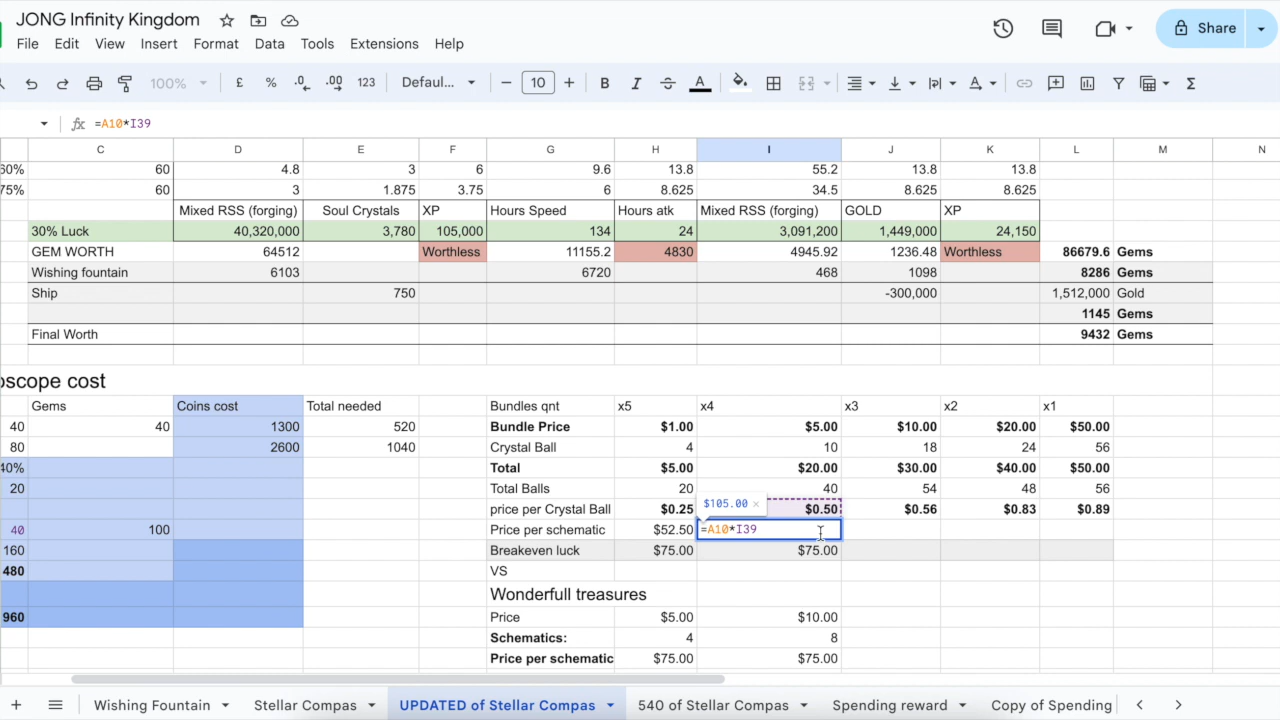 JONG Infinity Kingdom
File Edit View Insert Format Data Tools Extensions Help
Share
100% £ % .0 .00 123 Defaul... 10 B I A
=A10*I39
C D E F G H I J K L M N
60% 60 4.8 3 6 9.6 13.8 55.2 13.8 13.8
75% 60 3 1.875 3.75 6 8.625 34.5 8.625 8.625
Mixed RSS (forging) Soul Crystals XP Hours Speed Hours atk Mixed RSS (forging) GOLD XP
30% Luck 40,320,000 3,780 105,000 134 24 3,091,200 1,449,000 24,150
GEM WORTH 64512 Worthless 11155.2 4830 4945.92 1236.48 Worthless 86679.6 Gems
Wishing fountain 6103 6720 468 1098 8286 Gems
Ship 750 -300,000 1,512,000 Gold
1145 Gems
Final Worth 9432 Gems
oscope cost
Gems Coins cost Total needed Bundles qnt x5 x4 x3 x2 x1
40 40 1300 520 Bundle Price $1.00 $5.00 $10.00 $20.00 $50.00
80 2600 1040 Crystal Ball 4 10 18 24 56
40% Total $5.00 $20.00 $30.00 $40.00 $50.00
20 Total Balls 20 40 54 48 56
price per Crystal Ball $0.25 $105.00 × $0.50 $0.56 $0.83 $0.89
40 100 Price per schematic $52.50 =A10*I39
160 Breakeven luck $75.00 $75.00
480 VS
Wonderfull treasures
960 Price $5.00 $10.00
Schematics: 4 8
Price per schematic $75.00 $75.00
Wishing Fountain Stellar Compas UPDATED of Stellar Compas 540 of Stellar Compas Spending reward Copy of Spending